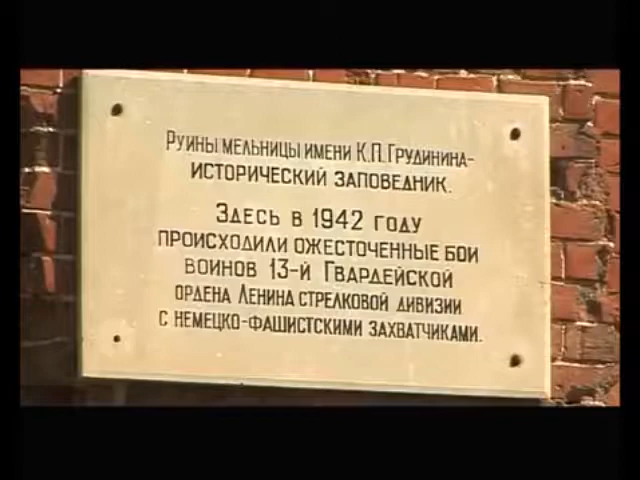 Руины мельницы имени К.П.Грудинина-
исторический заповедник.
Здесь в 1942 году
происходили ожесточенные бои
воинов 13-й Гвардейской
ордена Ленина стрелковой дивизии
с немецко-фашистскими захватчиками.